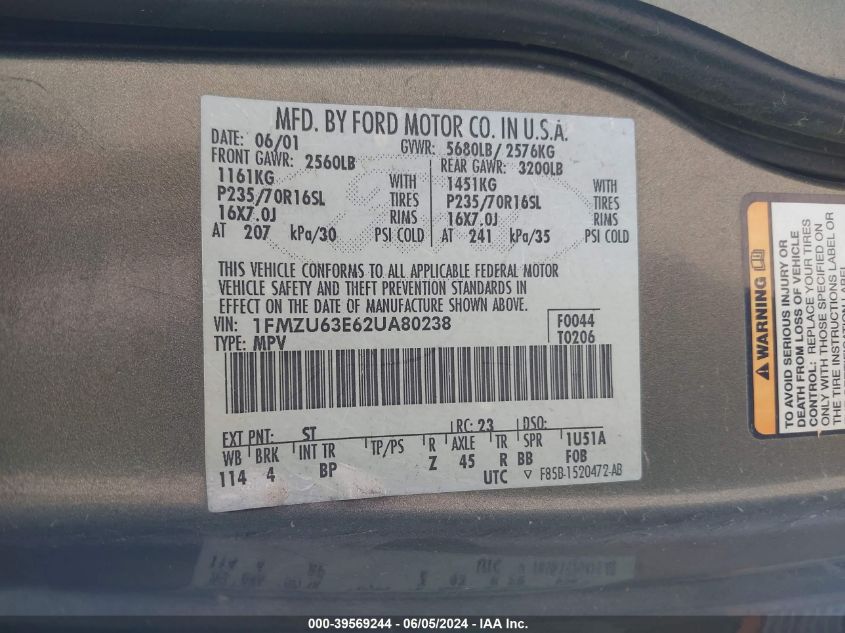 MFD. BY FORD MOTOR CO. IN U.S.A.
DATE: 06/01 GVWR: 5680LB/ 2576KG
FRONT GAWR: 2560LB REAR GAWR: 3200LB
1161KG WITH 1451KG WITH
P235/70R16SL TIRES P235/70R16SL TIRES
16X7.0J RIMS 16X7.0J RIMS
AT 207 kPa/30 PSI COLD AT 241 kPa/35 PSI COLD
THIS VEHICLE CONFORMS TO ALL APPLICABLE FEDERAL MOTOR
VEHICLE SAFETY AND THEFT PREVENTION STANDARDS IN
EFFECT ON THE DATE OF MANUFACTURE SHOWN ABOVE.
VIN: 1FMZU63E62UA80238 F0044
TYPE: MPV T0206
EXT PNT: ST RC: 23 DSO:
WB BRK INT TR TP/PS R AXLE TR SPR 1U51A
114 4 BP Z 45 R BB FOB
UTC F85B-1520472-AB
WARNING
TO AVOID SERIOUS INJURY OR
DEATH FROM LOSS OF VEHICLE
CONTROL: REPLACE YOUR TIRES
ONLY WITH THOSE SPECIFIED ON
YOUR INSTRUCTIONS LABEL OR
000-39569244 - 06/05/2024 - IAA Inc.